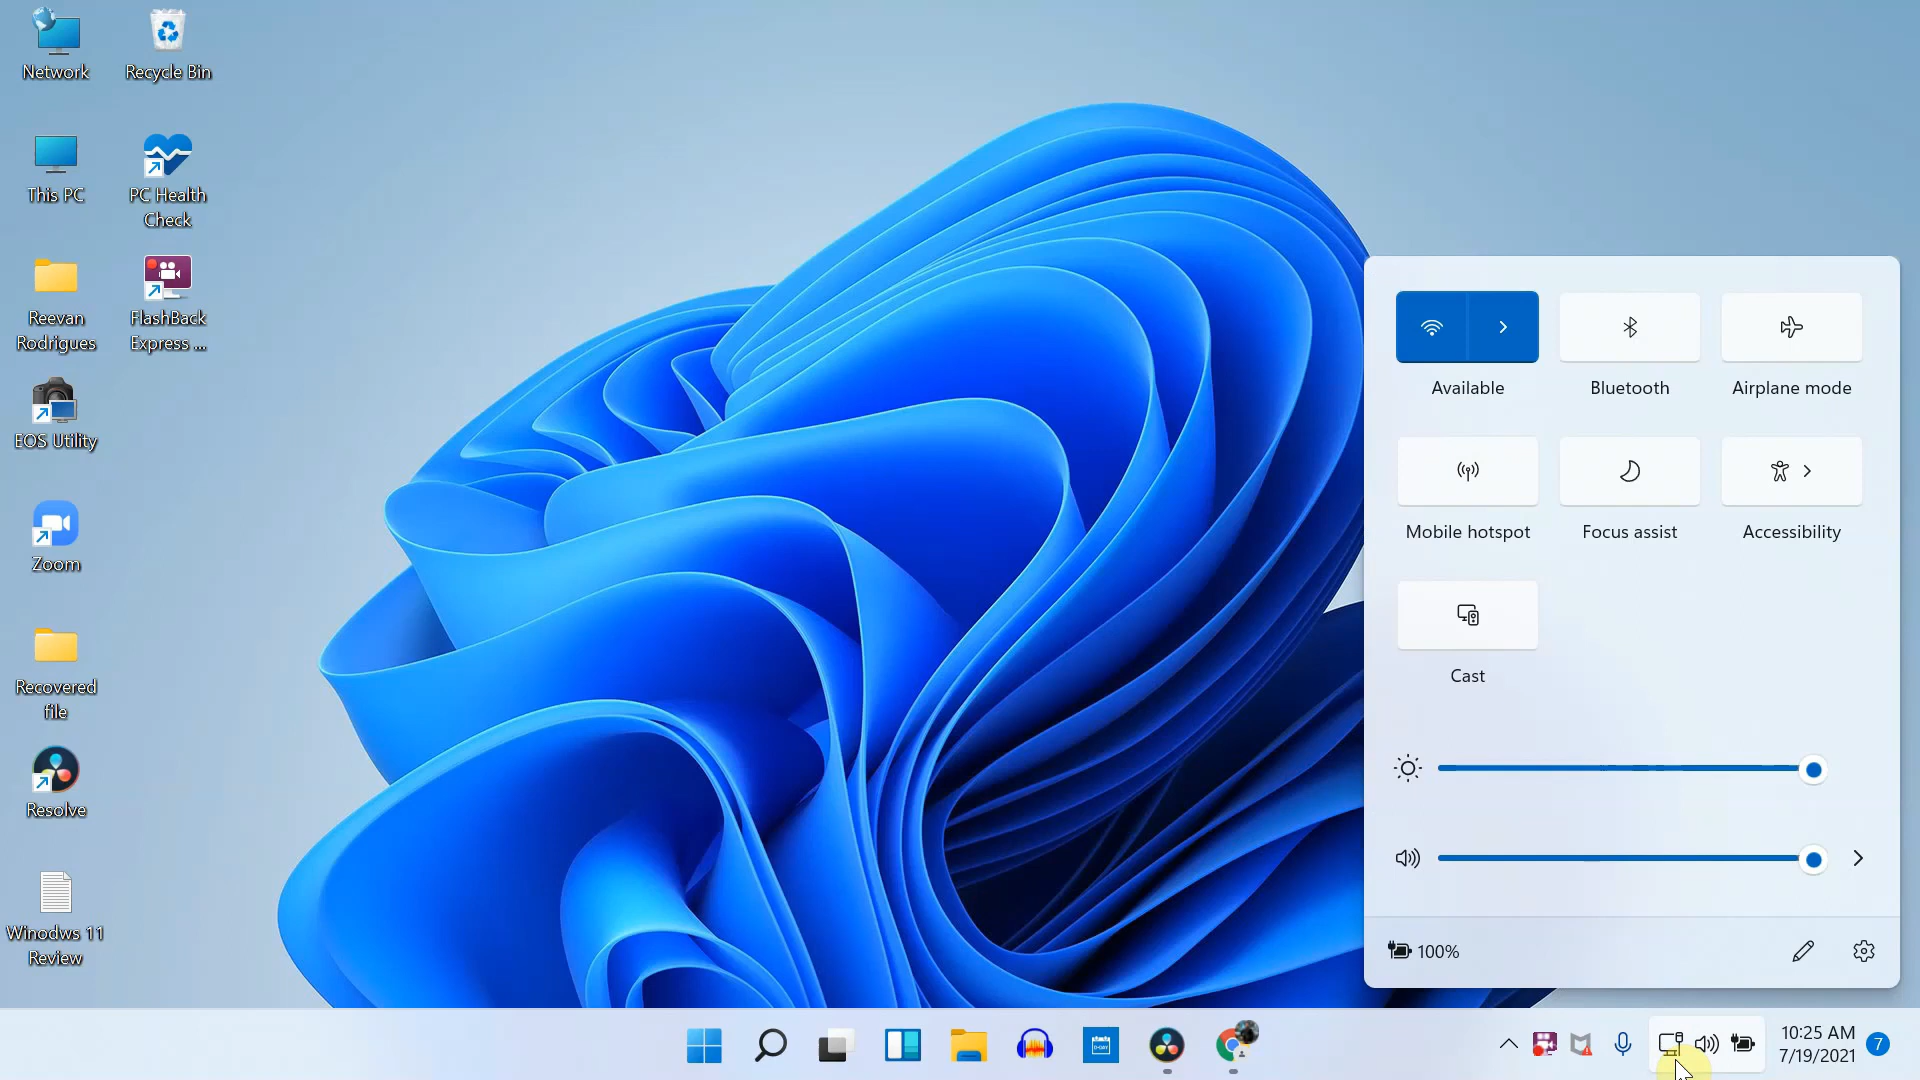 Network
Recycle Bin
This PC
PC Health
Check
Reevan
Rodrigues
FlashBack
Express ...
EOS Utility
Zoom
Recovered
file
Resolve
Winodws 11
Review
Available
Bluetooth
Airplane mode
Mobile hotspot
Focus assist
Accessibility
Cast
100%
10:25 AM
7/19/2021
7